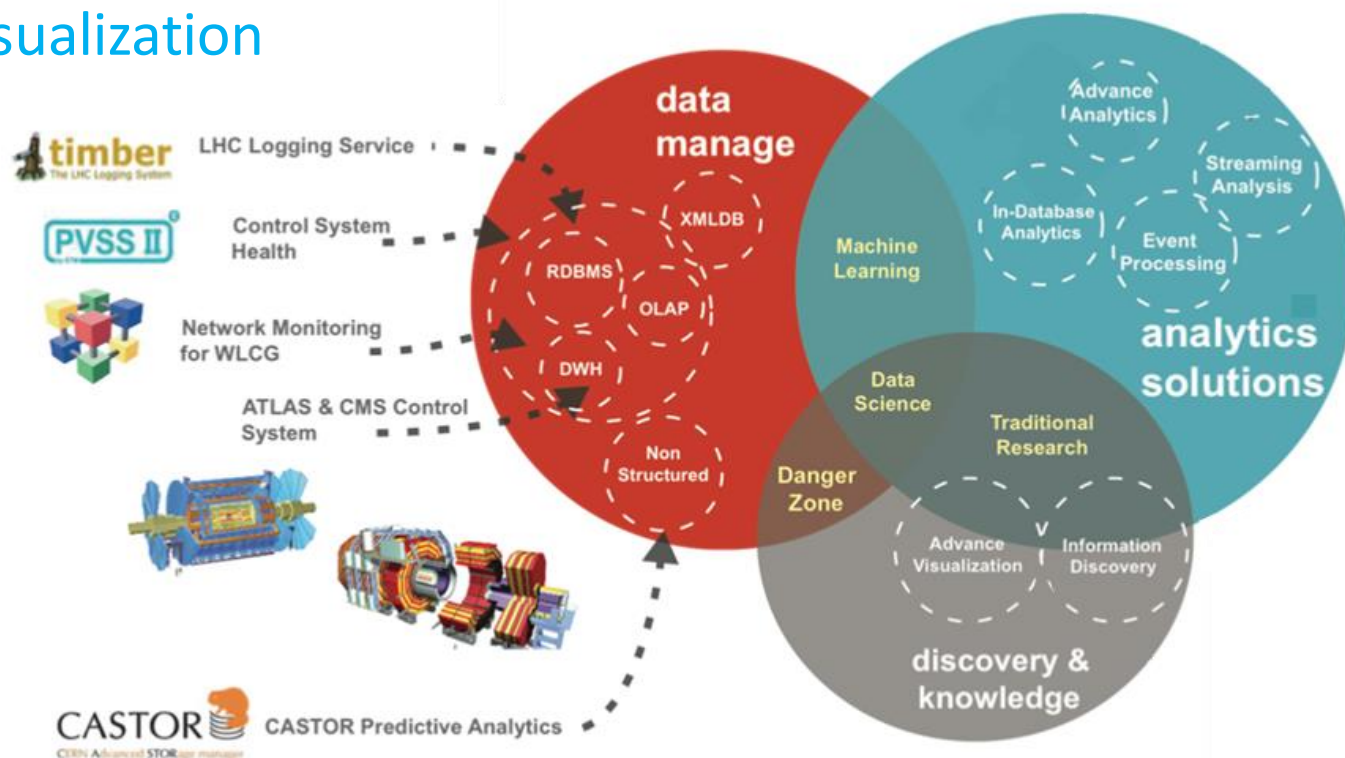 sualization
timber
The LHC Logging System
LHC Logging Service
PVSS II
Control System
Health
Network Monitoring
for WLCG
ATLAS & CMS Control
System
CASTOR
CERN Advanced STORage manager
CASTOR Predictive Analytics
data
manage
XMLDB
RDBMS
OLAP
DWH
Non
Structured
Machine
Learning
Data
Science
Danger
Zone
Traditional
Research
Advance
Analytics
Streaming
Analysis
In-Database
Analytics
Event
Processing
analytics
solutions
Advance
Visualization
Information
Discovery
discovery &
knowledge